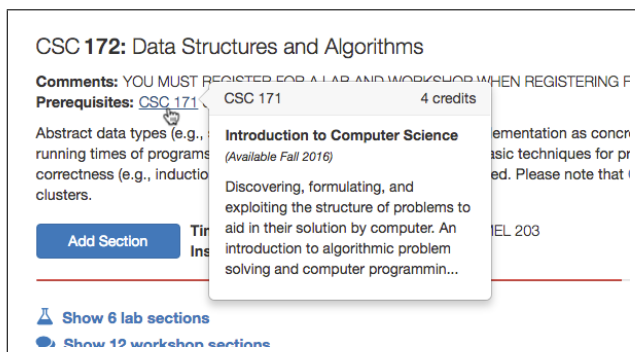 CSC 172: Data Structures and Algorithms
Comments: YOU MUST REGISTER FOR A LAB AND WORKSHOP WHEN REGISTERING F
Prerequisites: CSC 171
CSC 171 4 credits
Introduction to Computer Science
(Available Fall 2016)
Discovering, formulating, and
exploiting the structure of problems to
aid in their solution by computer. An
introduction to algorithmic problem
solving and computer programmin...
Abstract data types (e.g.,
ementation as concre
running times of programs
asic techniques for pr
correctness (e.g., inductio
ed. Please note that
clusters.
Add Section
Tin
MEL 203
Ins
Show 6 lab sections
Show 12 workshop sections